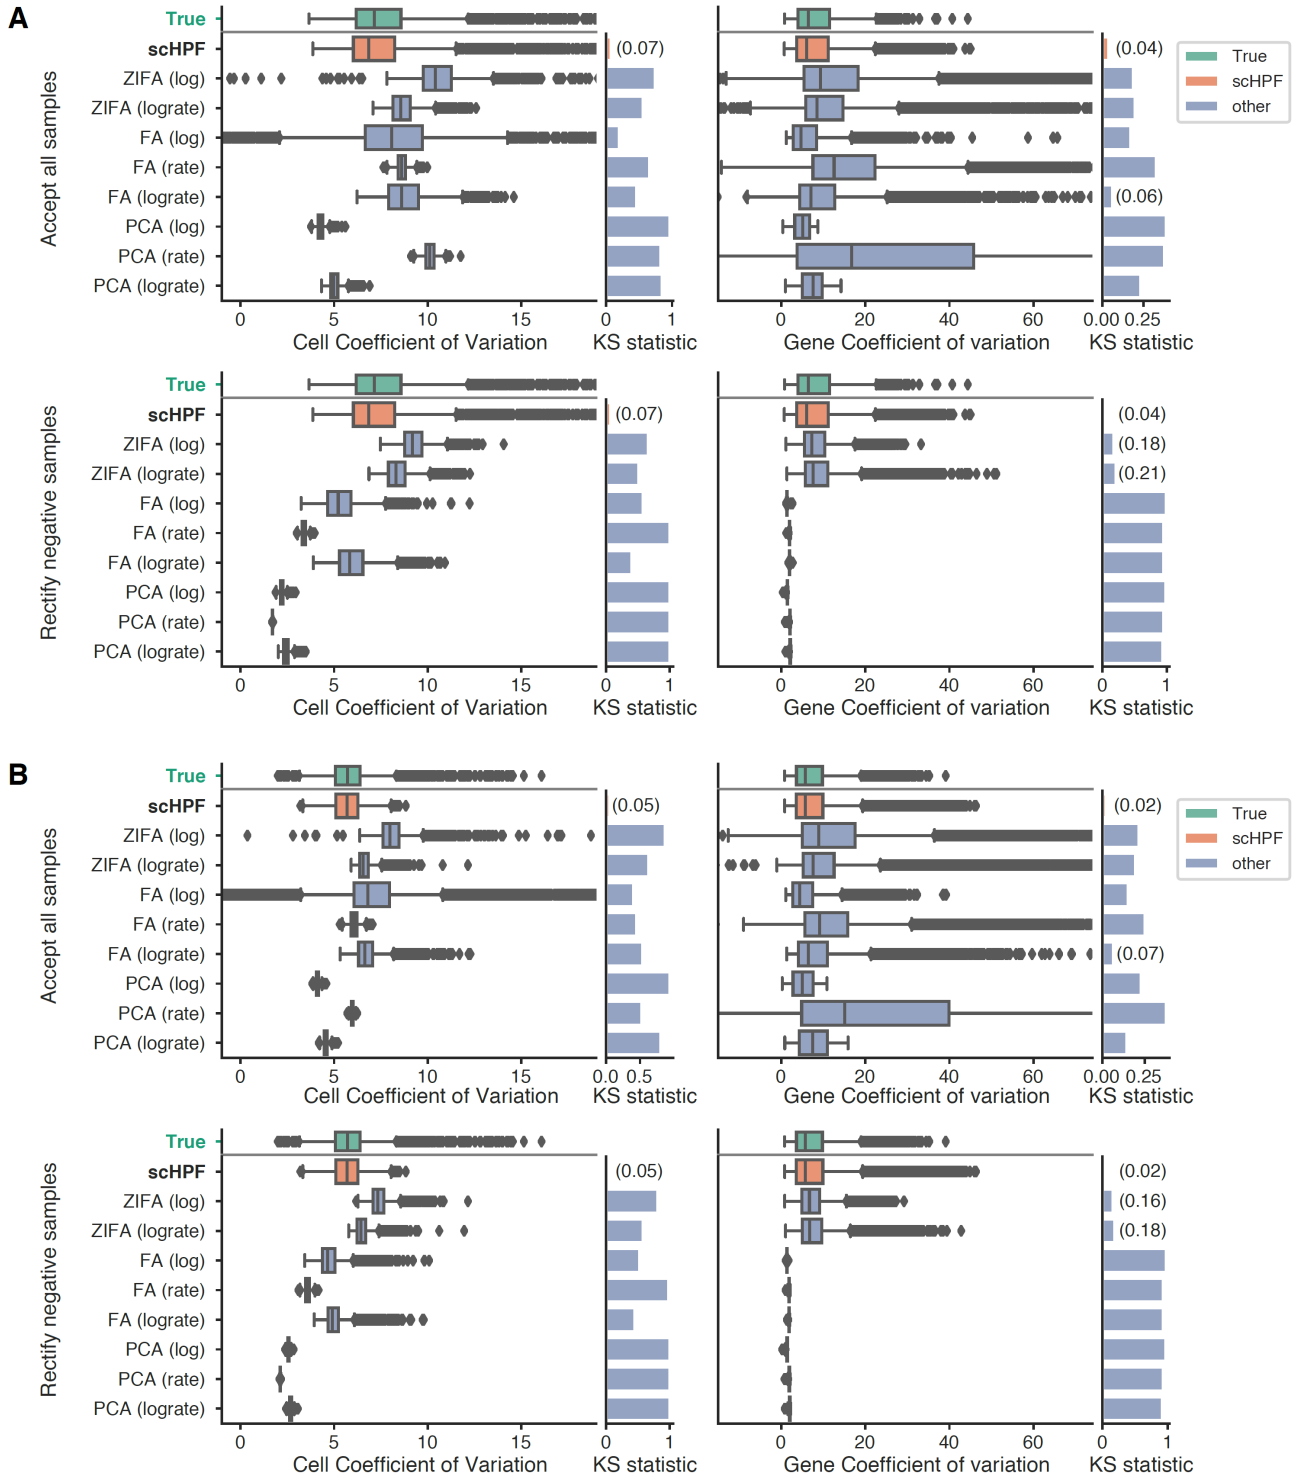 A
Accept all samples
True
scHPF
ZIFA (log)
ZIFA (lograte)
FA (log)
FA (rate)
FA (lograte)
PCA (log)
PCA (rate)
PCA (lograte)
(0.07)
(0.04)
(0.06)
True
scHPF
other
0 5 10 15 0 1 0 20 40 60 0.00 0.25
Cell Coefficient of Variation KS statistic Gene Coefficient of variation KS statistic
Rectify negative samples
True
scHPF
ZIFA (log)
ZIFA (lograte)
FA (log)
FA (rate)
FA (lograte)
PCA (log)
PCA (rate)
PCA (lograte)
(0.07)
(0.04)
(0.18)
(0.21)
0 5 10 15 0 1 0 20 40 60 0 1
Cell Coefficient of Variation KS statistic Gene Coefficient of variation KS statistic
B
Accept all samples
True
scHPF
ZIFA (log)
ZIFA (lograte)
FA (log)
FA (rate)
FA (lograte)
PCA (log)
PCA (rate)
PCA (lograte)
(0.05)
(0.02)
(0.07)
True
scHPF
other
0 5 10 15 0.0 0.5 0 20 40 60 0.00 0.25
Cell Coefficient of Variation KS statistic Gene Coefficient of variation KS statistic
Rectify negative samples
True
scHPF
ZIFA (log)
ZIFA (lograte)
FA (log)
FA (rate)
FA (lograte)
PCA (log)
PCA (rate)
PCA (lograte)
(0.05)
(0.02)
(0.16)
(0.18)
0 5 10 15 0 1 0 20 40 60 0 1
Cell Coefficient of Variation KS statistic Gene Coefficient of variation KS statistic